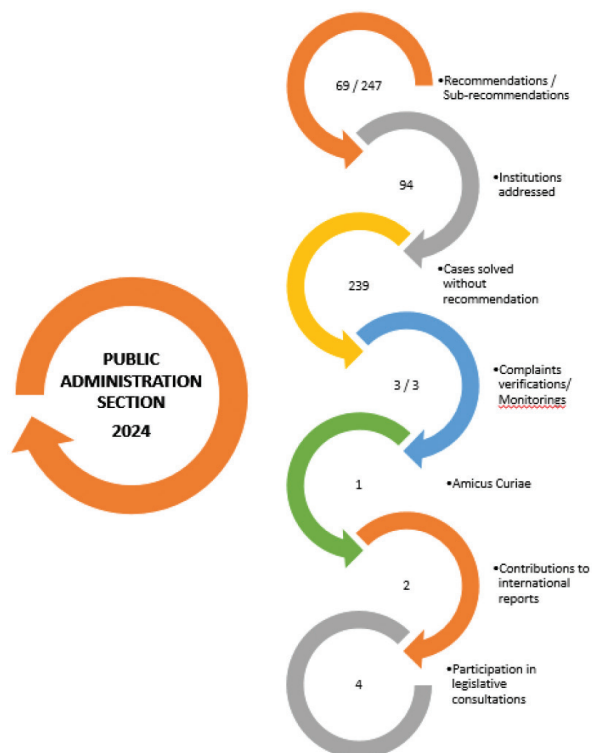 69 / 247
•Recommendations /
Sub-recommendations
94
•Institutions
addressed
239
•Cases solved
without
recommendation
PUBLIC
ADMINISTRATION
SECTION
2024
3 / 3
•Complaints
verifications/
Monitorings
1
•Amicus Curiae
2
•Contributions to
international
reports
4
•Participation in
legislative
consultations